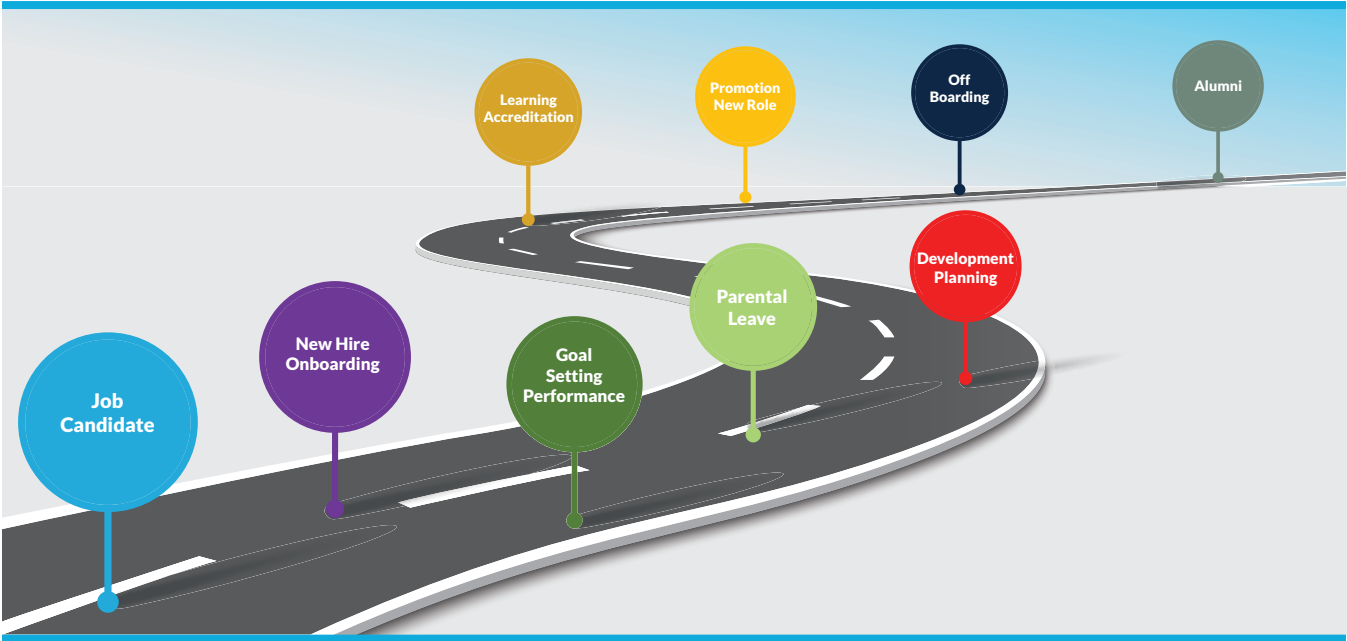 Learning
Accreditation
Promotion
New Role
Off
Boarding
Alumni
Development
Planning
Parental
Leave
New Hire
Onboarding
Goal
Setting
Performance
Job
Candidate